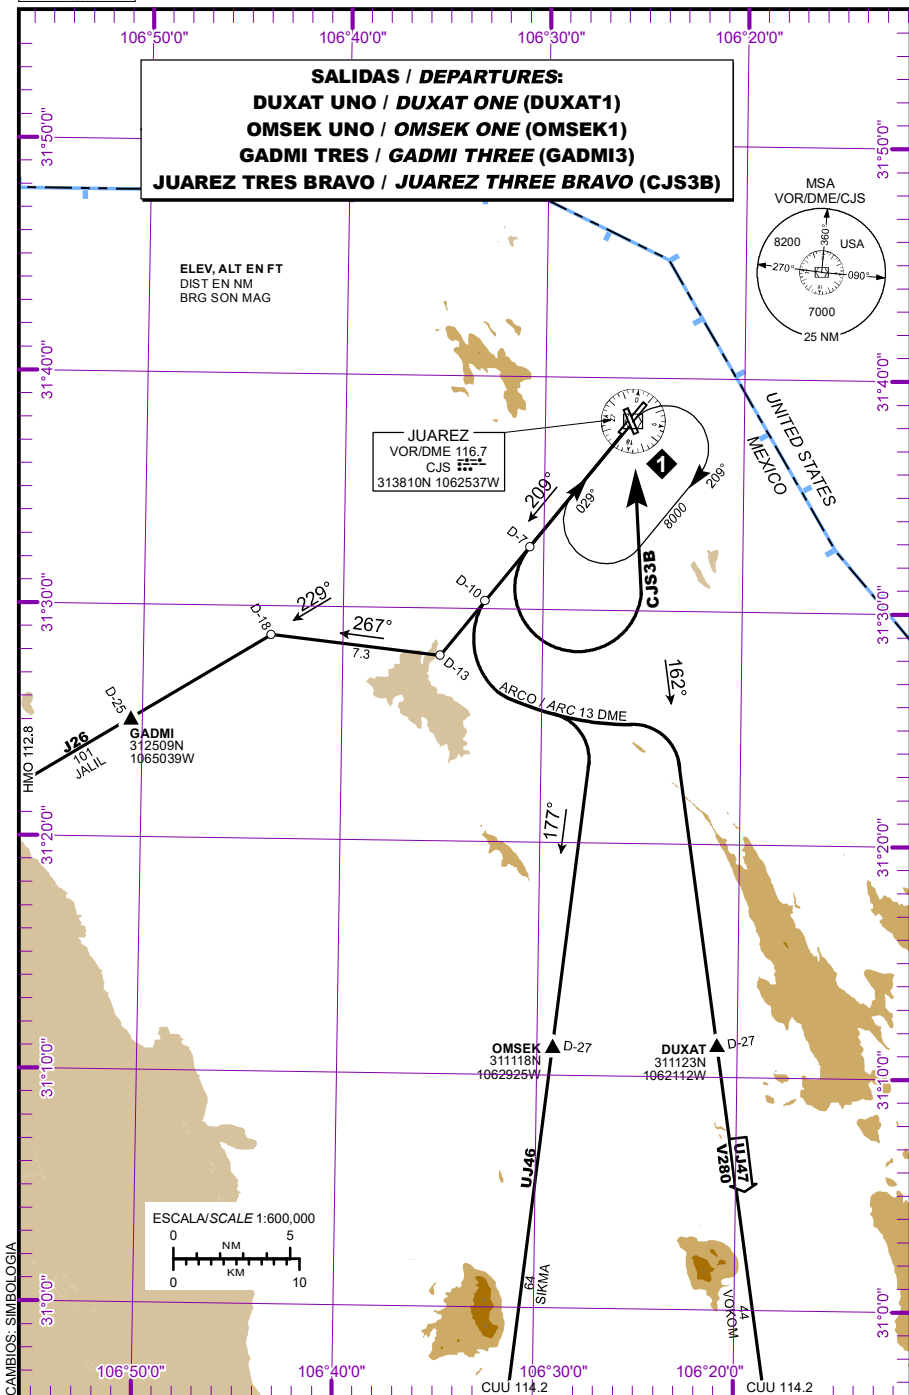 106°50'0" 106°40'0" 106°30'0" 106°20'0"
SALIDAS / DEPARTURES:
DUXAT UNO / DUXAT ONE (DUXAT1)
OMSEK UNO / OMSEK ONE (OMSEK1)
GADMI TRES / GADMI THREE (GADMI3)
JUAREZ TRES BRAVO / JUAREZ THREE BRAVO (CJS3B)
31°50'0" 31°50'0"
MSA
VOR/DME/CJS
8200
360°
USA
270°
090°
7000
25 NM
ELEV, ALT EN FT
DIST EN NM
BRG SON MAG
31°40'0" 31°40'0"
UNITED STATES
MEXICO
JUAREZ
VOR/DME 116.7
CJS
313810N 1062537W
1
209°
029°
209°
8000
D-7
CJS3B
D-10
31°30'0" 31°30'0"
229°
D-18
267°
7.3
D-13
162°
ARCO / ARC 13 DME
D-25
GADMI
312509N
1065039W
J26
101
JALIL
HMO 112.8
177°
31°20'0" 31°20'0"
OMSEK
311118N
1062925W
D-27
DUXAT
311123N
1062112W
D-27
31°10'0" 31°10'0"
UJ46
V280
UJ47
ESCALA/SCALE 1:600,000
0 5
NM
KM
0 10
64
SIKMA
44
VOKOM
31°0'0" 31°0'0"
CAMBIOS: SIMBOLOGIA
106°50'0" 106°40'0" 106°30'0" 106°20'0"
CUU 114.2 CUU 114.2